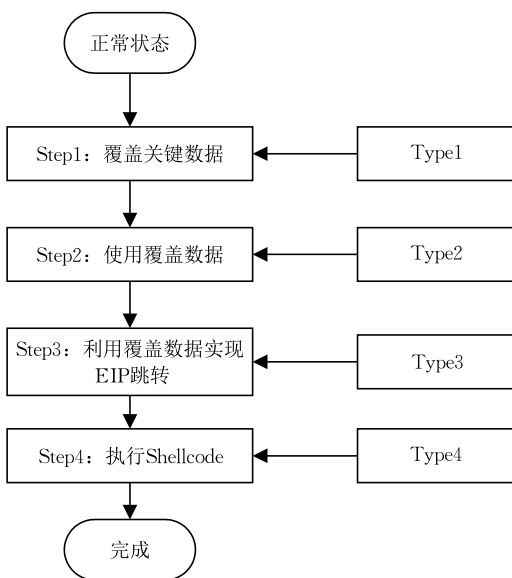 正常状态
Step1：覆盖关键数据
Type1
Step2：使用覆盖数据
Type2
Step3：利用覆盖数据实现
EIP跳转
Type3
Step4：执行Shellcode
Type4
完成